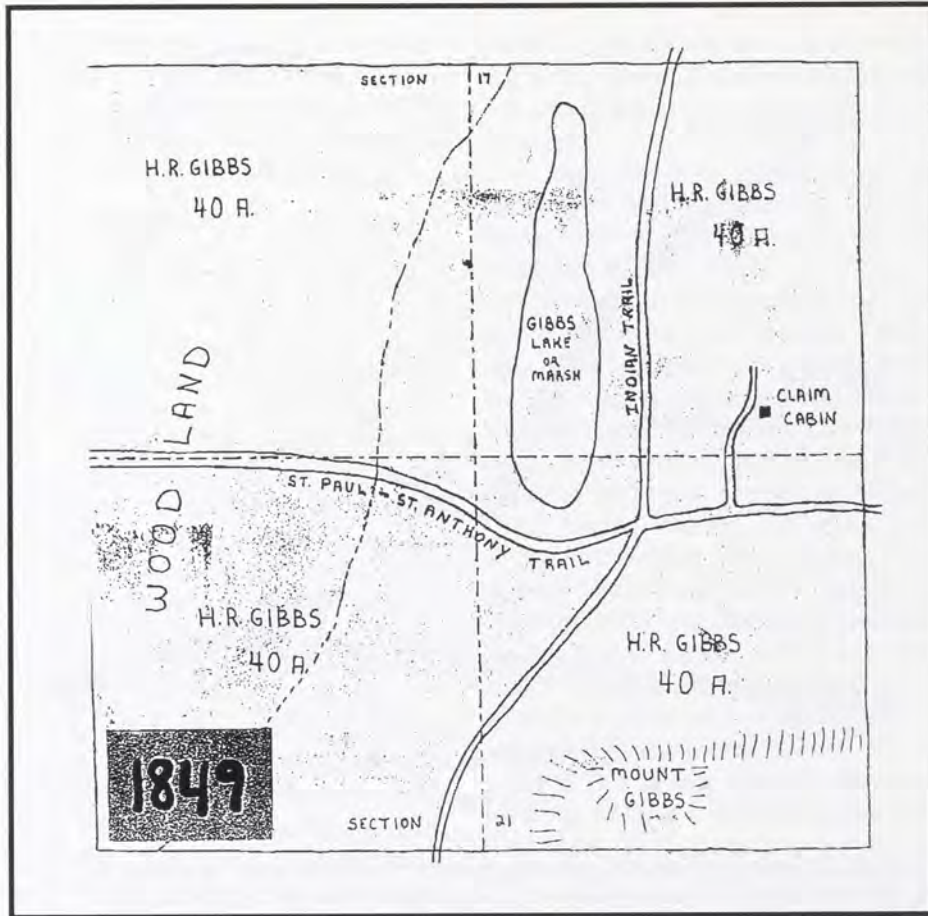 SECTION 17
H.R. GIBBS
40 A.
H.R. GIBBS
40 A.
GIBBS
LAKE
OR
MARSH
INDIAN TRAIL
CLAIM
CABIN
WOOD LAND
ST. PAUL - ST. ANTHONY TRAIL
H.R GIBBS
40 A.
H.R. GIBBS
40 A.
1849
MOUNT
GIBBS
SECTION 21